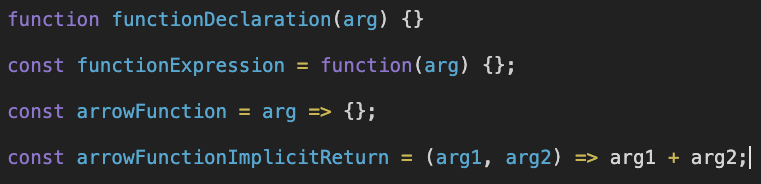 function functionDeclaration(arg) {}
const functionExpression = function(arg) {};
const arrowFunction = arg => {};
const arrowFunctionImplicitReturn = (arg1, arg2) => arg1 + arg2;